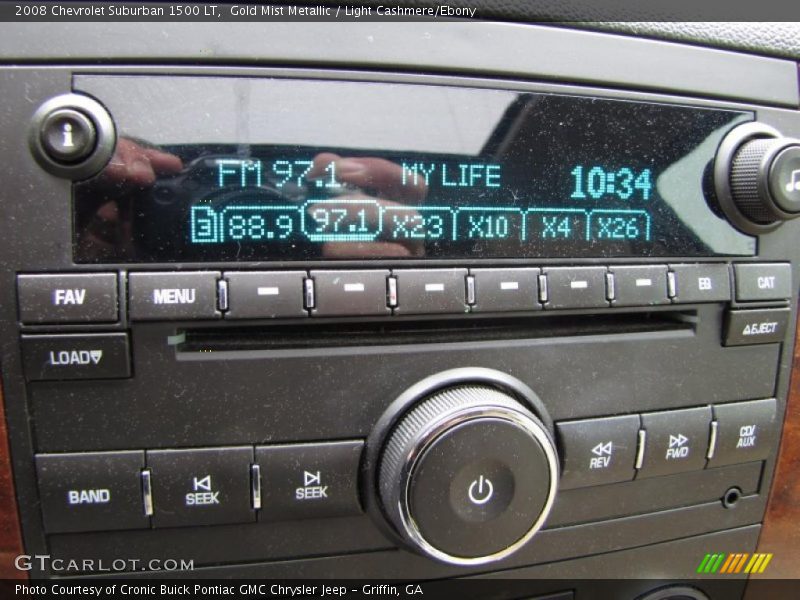 2008 Chevrolet Suburban 1500 LT, Gold Mist Metallic / Light Cashmere/Ebony
i
FM 97.1 MY LIFE 10:34
3 88.9 97.1 X23 X10 X4 X26
FAV MENU EQ CAT
LOAD EJECT
BAND SEEK SEEK REV FWD CD/AUX
GTCARLOT.COM
Photo Courtesy of Cronic Buick Pontiac GMC Chrysler Jeep – Griffin, GA